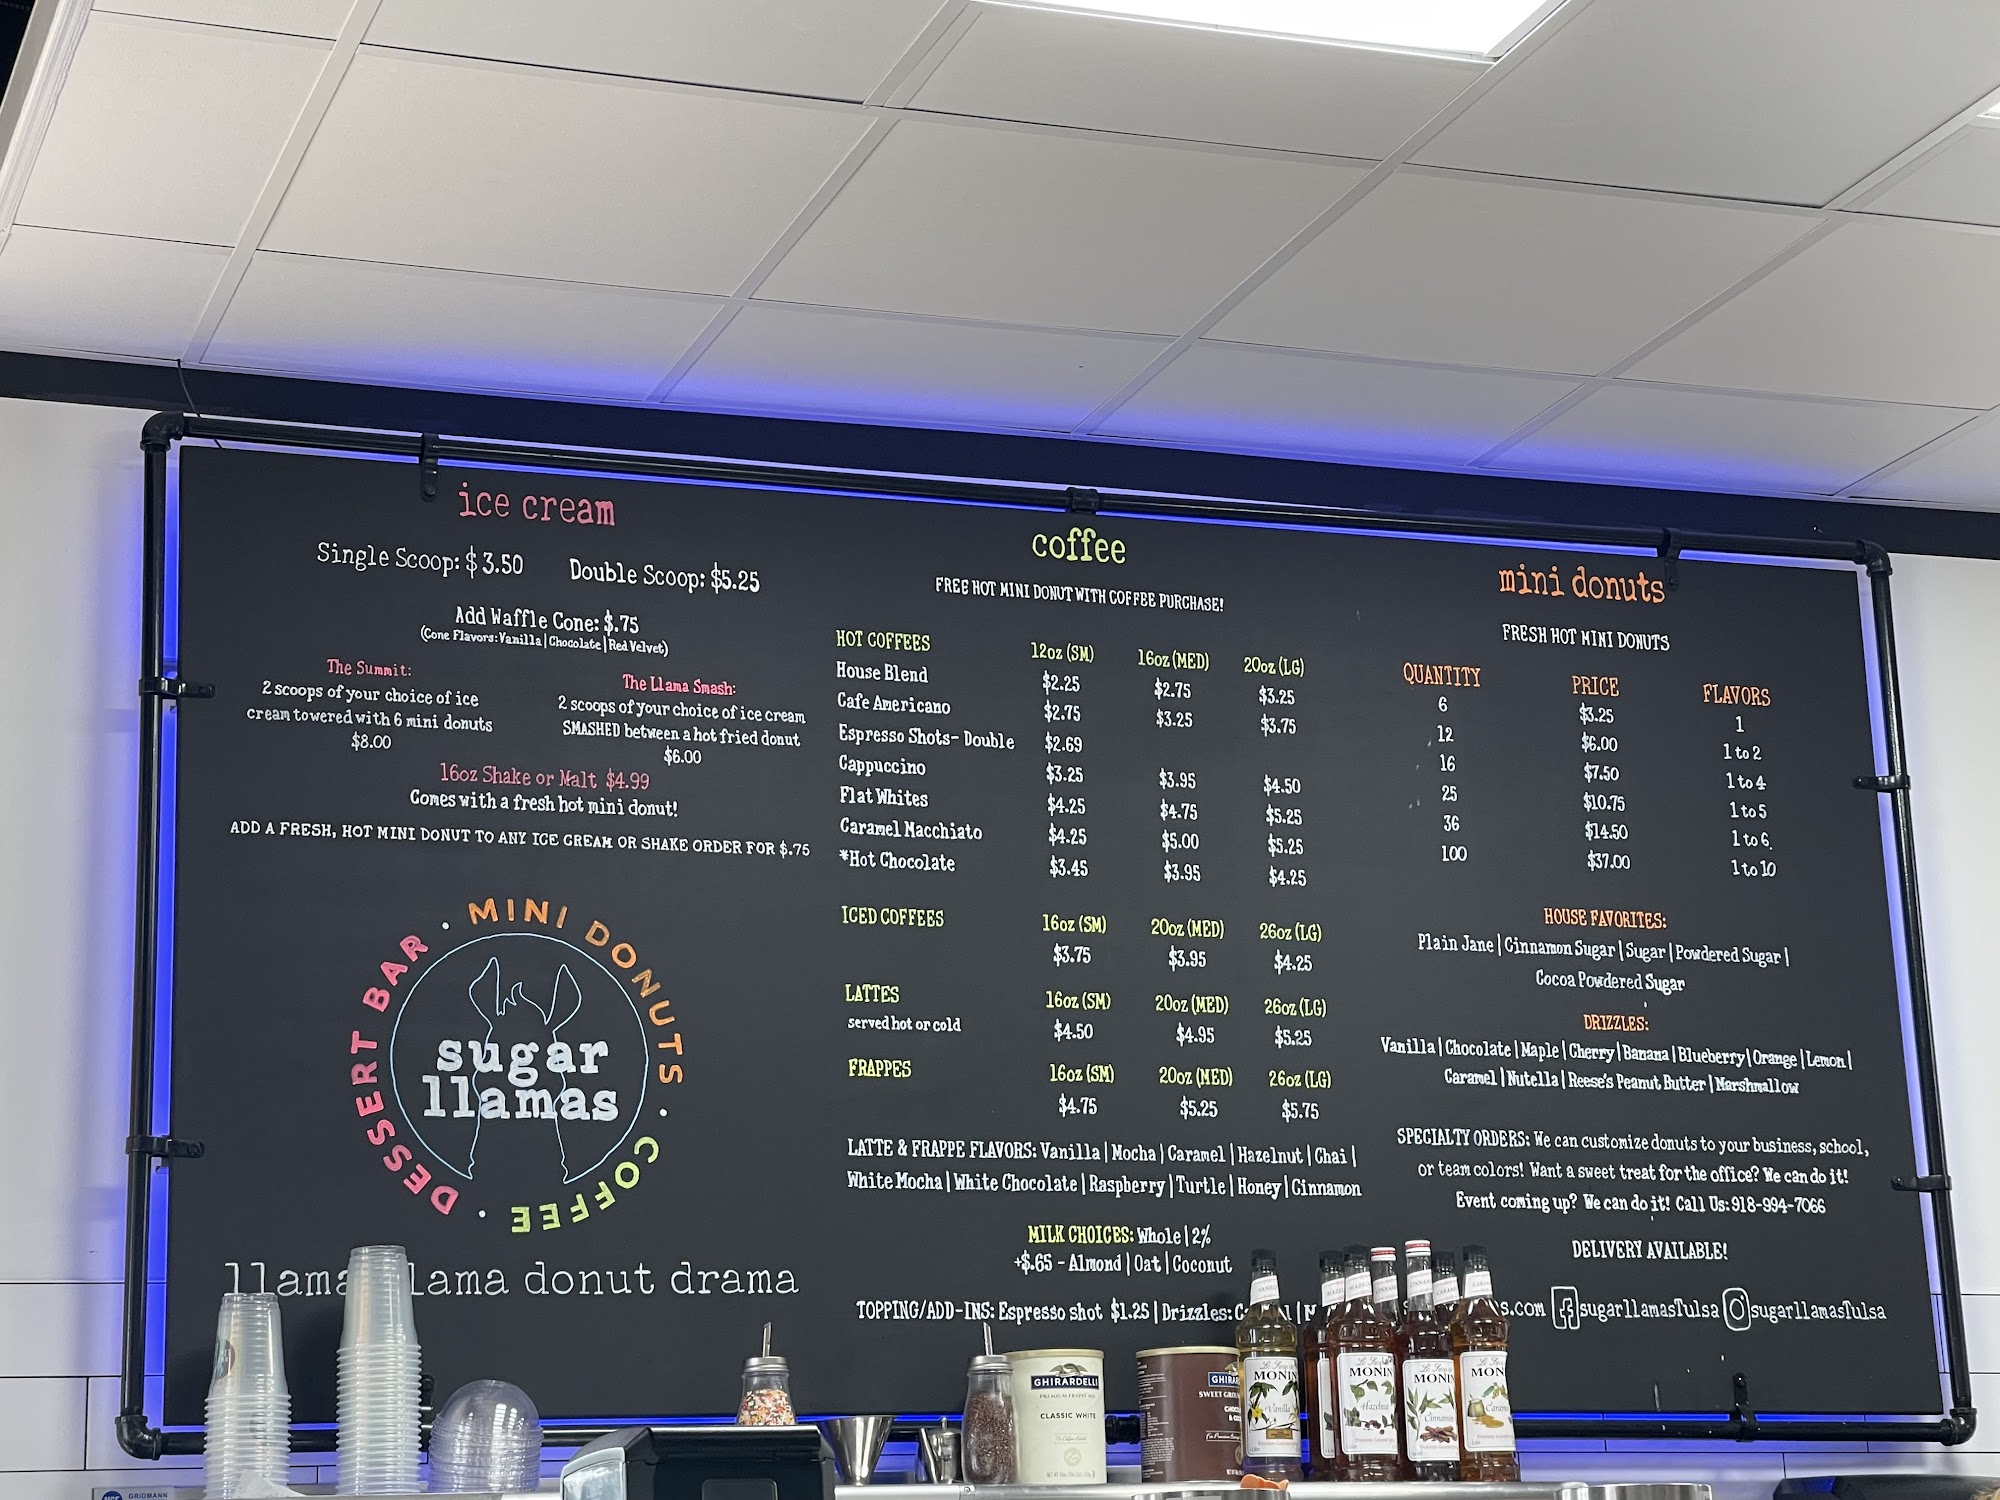 ice cream
Single Scoop: $3.50 Double Scoop: $5.25
Add Waffle Cone: $.75
(Cone Flavors: Vanilla | Chocolate | Red Velvet)
The Summit:
2 scoops of your choice of ice
cream towered with 6 mini donuts
$8.00
The Llama Smash:
2 scoops of your choice of ice cream
SMASHED between a hot fried donut
$6.00
16oz Shake or Malt $4.99
Comes with a fresh hot mini donut!
ADD A FRESH, HOT MINI DONUT TO ANY ICE CREAM OR SHAKE ORDER FOR $.75
DESSERT BAR · MINI DONUTS · COFFEE ·
sugar
llamas
llama llama donut drama
coffee
FREE HOT MINI DONUT WITH COFFEE PURCHASE!
HOT COFFEES 12oz (SM) 16oz (MED) 20oz (LG)
House Blend $2.25 $2.75 $3.25
Cafe Americano $2.75 $3.25 $3.75
Espresso Shots- Double $2.69
Cappuccino $3.25 $3.95 $4.50
Flat Whites $4.25 $4.75 $5.25
Caramel Macchiato $4.25 $5.00 $5.25
*Hot Chocolate $3.45 $3.95 $4.25
ICED COFFEES 16oz (SM) 20oz (MED) 26oz (LG)
$3.75 $3.95 $4.25
LATTES 16oz (SM) 20oz (MED) 26oz (LG)
served hot or cold $4.50 $4.95 $5.25
FRAPPES 16oz (SM) 20oz (MED) 26oz (LG)
$4.75 $5.25 $5.75
LATTE & FRAPPE FLAVORS: Vanilla | Mocha | Caramel | Hazelnut | Chai |
White Mocha | White Chocolate | Raspberry | Turtle | Honey | Cinnamon
MILK CHOICES: Whole | 2%
+$.65 - Almond | Oat | Coconut
TOPPING/ADD-INS: Espresso shot $1.25 | Drizzles:
mini donuts
FRESH HOT MINI DONUTS
QUANTITY PRICE FLAVORS
6 $3.25 1
12 $6.00 1 to 2
16 $7.50 1 to 4
25 $10.75 1 to 5
36 $14.50 1 to 6
100 $37.00 1 to 10
HOUSE FAVORITES:
Plain Jane | Cinnamon Sugar | Sugar | Powdered Sugar |
Cocoa Powdered Sugar
DRIZZLES:
Vanilla | Chocolate | Maple | Cherry | Banana | Blueberry | Orange | Lemon |
Caramel | Nutella | Reese's Peanut Butter | Marshmallow
SPECIALTY ORDERS: We can customize donuts to your business, school,
or team colors! Want a sweet treat for the office? We can do it!
Event coming up? We can do it! Call Us: 918-994-7066
DELIVERY AVAILABLE!
s.com sugarllamasTulsa sugarllamasTulsa
GHIRARDELLI
CLASSIC WHITE
MONIN
Vanilla
MONIN
Hazelnut
MONIN
Cinnamon
MONIN
GRIDMANN